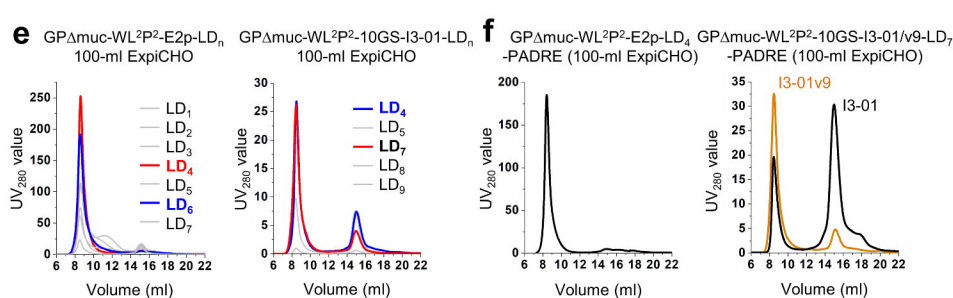 e
GPΔmuc-WL²P²-E2p-LDₙ
100-ml ExpiCHO
UV₂₈₀ value
250
200
150
100
50
0
LD₁
LD₂
LD₃
LD₄
LD₅
LD₆
LD₇
6 8 10 12 14 16 18 20 22
Volume (ml)
GPΔmuc-WL²P²-10GS-I3-01-LDₙ
100-ml ExpiCHO
UV₂₈₀ value
30
25
20
15
10
5
0
LD₄
LD₅
LD₇
LD₈
LD₉
6 8 10 12 14 16 18 20 22
Volume (ml)
f
GPΔmuc-WL²P²-E2p-LD₄
-PADRE (100-ml ExpiCHO)
UV₂₈₀ value
200
150
100
50
0
6 8 10 12 14 16 18 20 22
Volume (ml)
GPΔmuc-WL²P²-10GS-I3-01/v9-LD₇
-PADRE (100-ml ExpiCHO)
UV₂₈₀ value
35
30
25
20
15
10
5
0
I3-01v9
I3-01
6 8 10 12 14 16 18 20 22
Volume (ml)